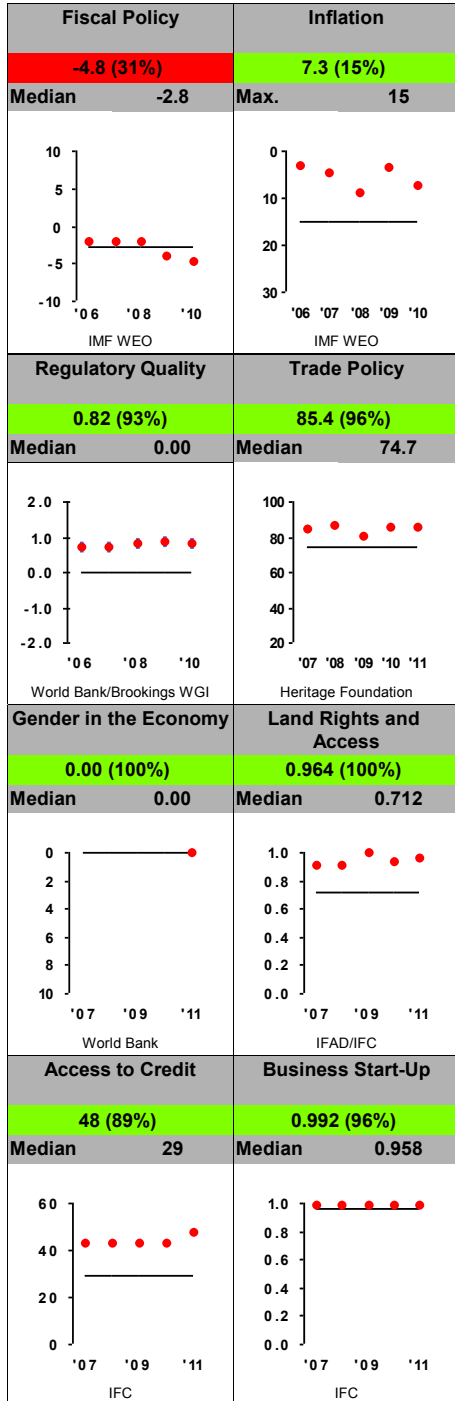 Fiscal Policy
-4.8 (31%)
Median -2.8
10
5
0
-5
-10
'06 '08 '10
IMF WEO
Inflation
7.3 (15%)
Max. 15
0
10
20
30
'06 '07 '08 '09 '10
IMF WEO
Regulatory Quality
0.82 (93%)
Median 0.00
2.0
1.0
0.0
-1.0
-2.0
'06 '08 '10
World Bank/Brookings WGI
Trade Policy
85.4 (96%)
Median 74.7
100
80
60
40
20
'07 '08 '09 '10 '11
Heritage Foundation
Gender in the Economy
0.00 (100%)
Median 0.00
0
2
4
6
8
10
'07 '09 '11
World Bank
Land Rights and
Access
0.964 (100%)
Median 0.712
1.0
0.8
0.6
0.4
0.2
0.0
'07 '09 '11
IFAD/IFC
Access to Credit
48 (89%)
Median 29
60
40
20
0
'07 '09 '11
IFC
Business Start-Up
0.992 (96%)
Median 0.958
1.0
0.8
0.6
0.4
0.2
0.0
'07 '09 '11
IFC